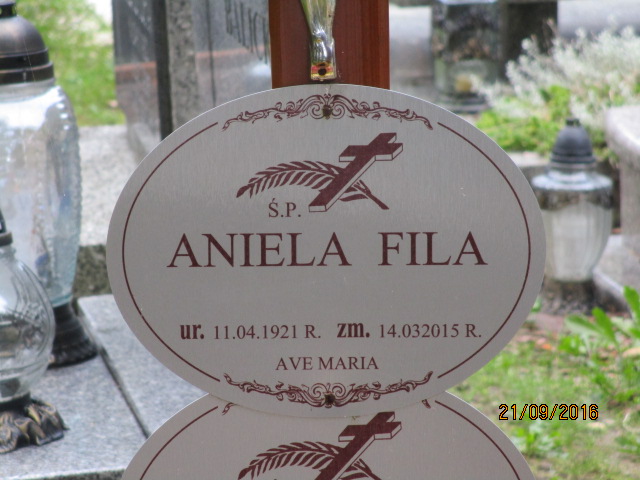 Ś.P.
ANIELA FILA
ur. 11.04.1921 R. zm. 14.032015 R.
AVE MARIA
21/09/2016